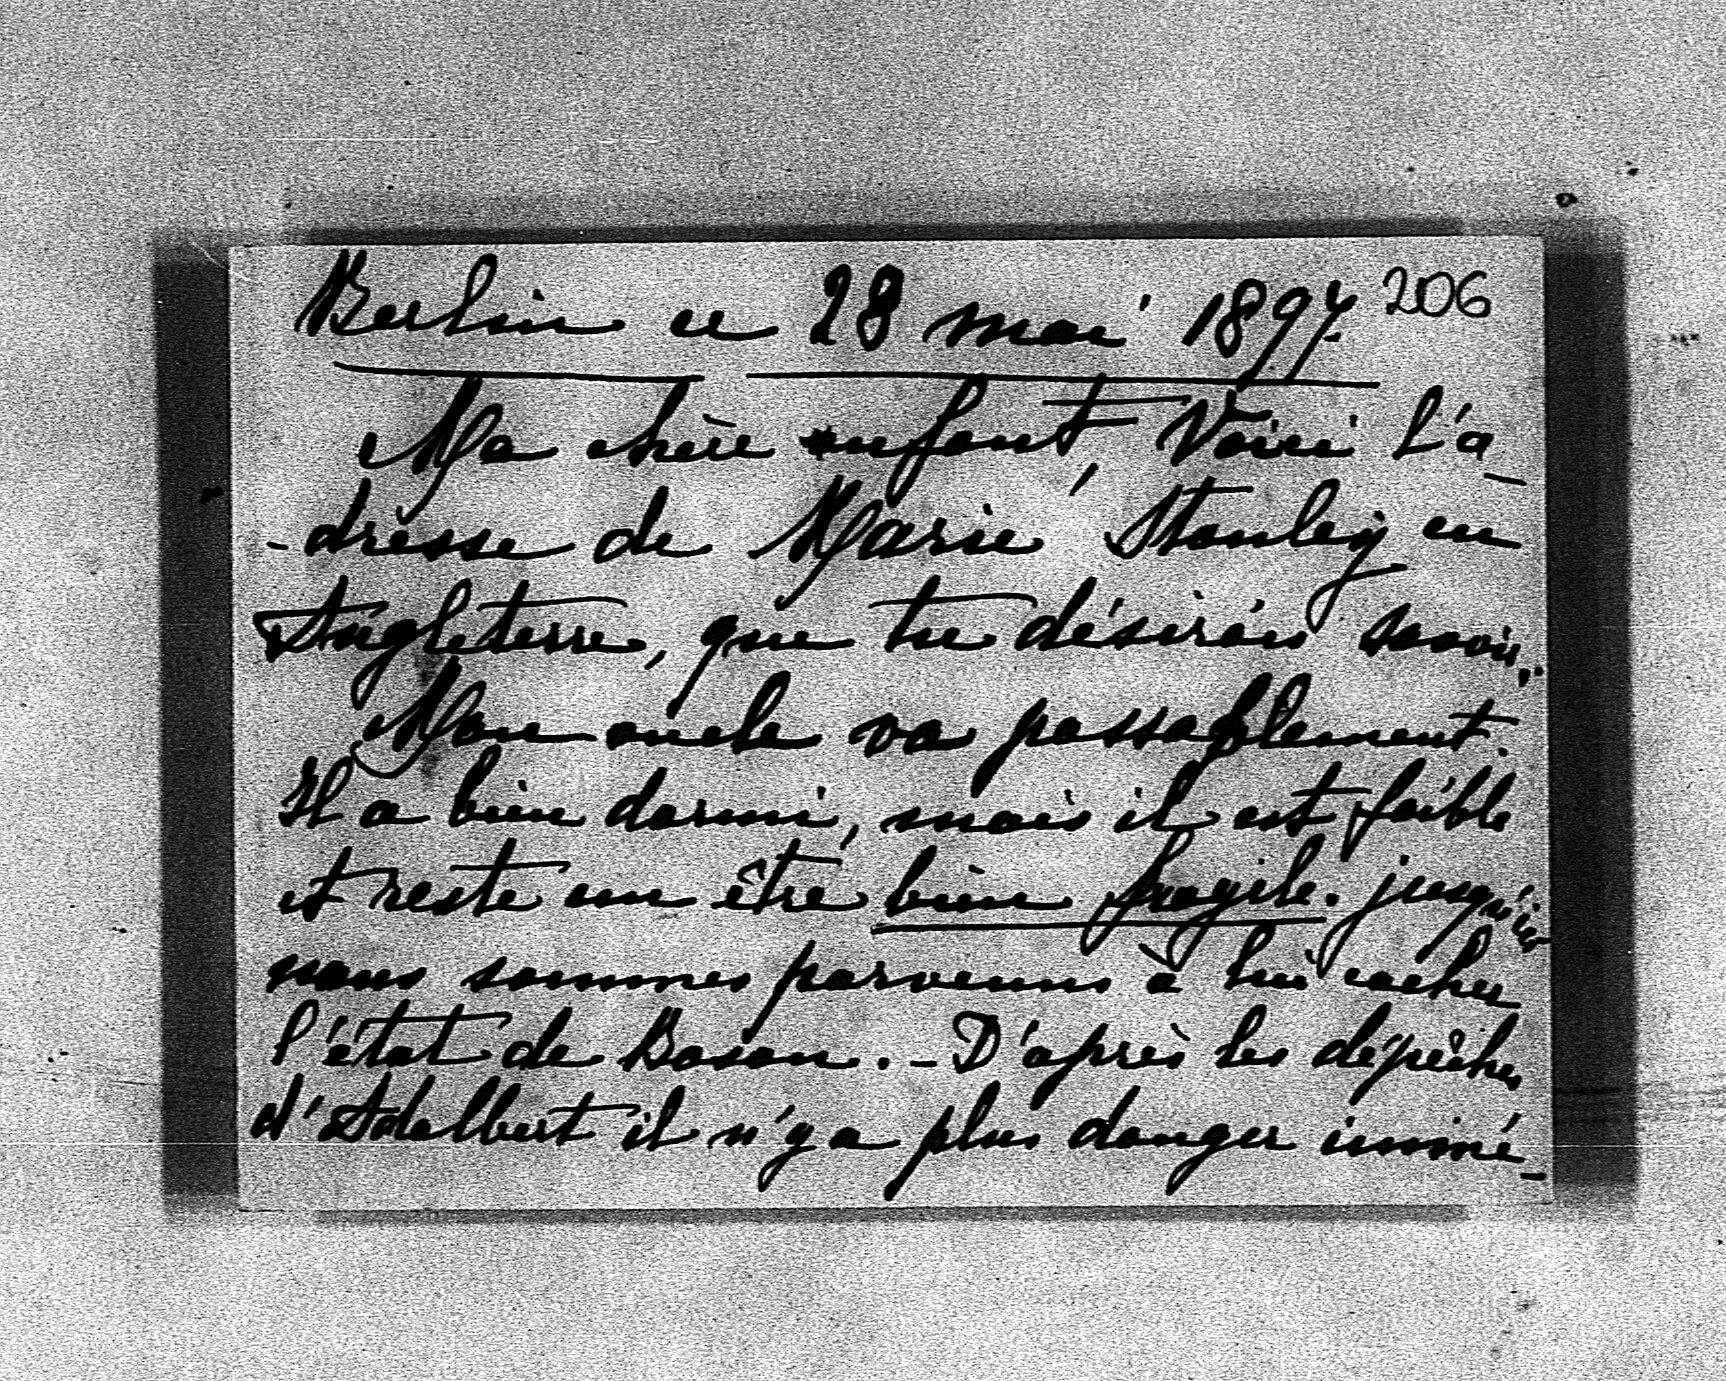 Berlin ce 28 mai 1897. 206
Ma chère enfant, Voici l'a-
-dresse de Marie Stanley en
Angleterre, que tu désirais savoir.
Mon oncle va passablement.
Il a bien dormi, mais il est faible
et reste un être bien fragile. jusqu'ici
nous sommes parvenus à lui cacher
l'état de Boson. - D'après les dépêches
d'Adalbert il n'y a plus danger immé-